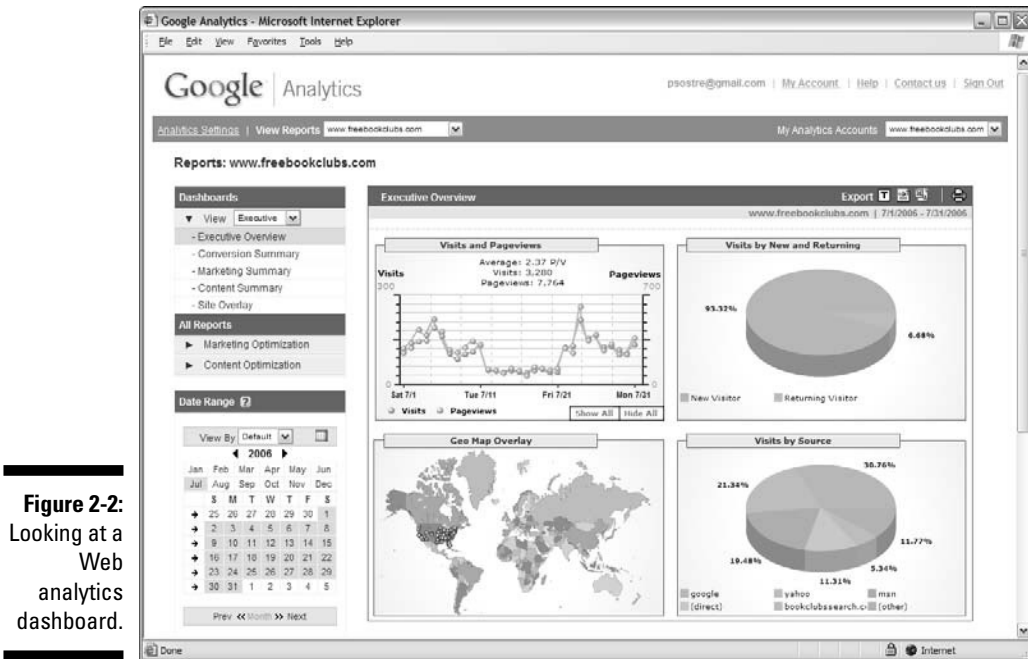 Google Analytics - Microsoft Internet Explorer
File Edit View Favorites Tools Help
Google Analytics
psostre@gmail.com | My Account | Help | Contact us | Sign Out
Analytics Settings | View Reports www.freebookclubs.com
My Analytics Accounts www.freebookclubs.com
Reports: www.freebookclubs.com
Dashboards
View Executive
- Executive Overview
- Conversion Summary
- Marketing Summary
- Content Summary
- Site Overlay
All Reports
Marketing Optimization
Content Optimization
Date Range ?
View By Default
2006
Jan Feb Mar Apr May Jun
Jul Aug Sep Oct Nov Dec
S M T W T F S
25 26 27 28 29 30 1
2 3 4 5 6 7 8
9 10 11 12 13 14 15
16 17 18 19 20 21 22
23 24 25 26 27 28 29
30 31 1 2 3 4 5
Prev << Month >> Next
Executive Overview
Export T
www.freebookclubs.com | 7/1/2006 - 7/31/2006
Visits and Pageviews
Average: 2.37 P/V
Visits: 3,280
Pageviews: 7,764
Visits
300
Pageviews
700
0
0
Sat 7/1 Tue 7/11 Fri 7/21 Mon 7/31
Visits Pageviews
Show All Hide All
Visits by New and Returning
93.32%
6.68%
New Visitor Returning Visitor
Geo Map Overlay
Visits by Source
30.76%
21.34%
11.77%
19.48%
5.34%
11.31%
google yahoo msn
(direct) bookclubssearch.c (other)
Done
Internet
Figure 2-2:
Looking at a
Web
analytics
dashboard.